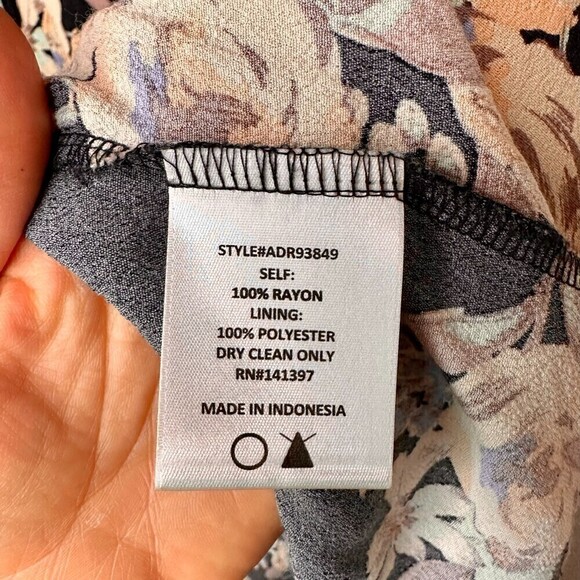 STYLE#ADR93849
SELF:
100% RAYON
LINING:
100% POLYESTER
DRY CLEAN ONLY
RN#141397
MADE IN INDONESIA